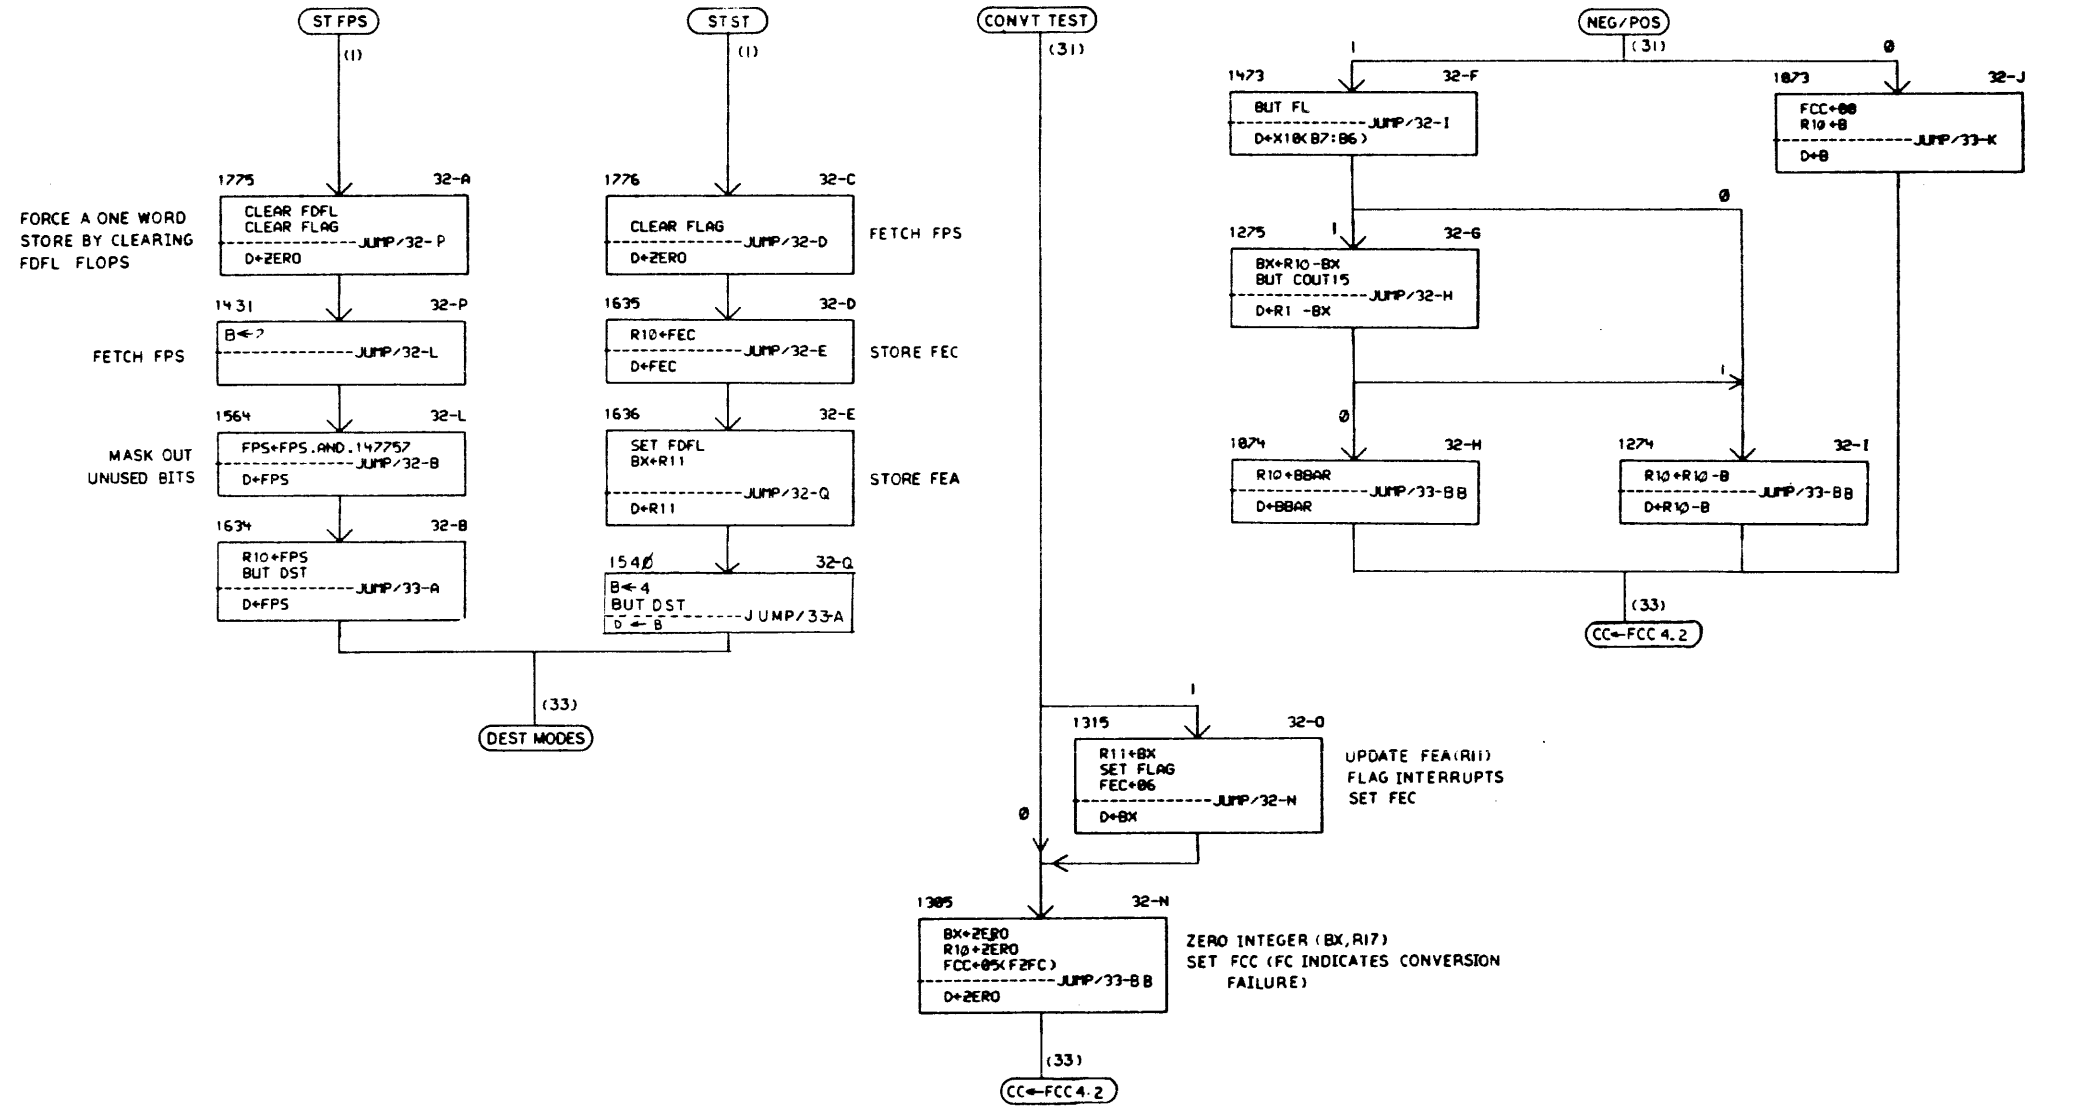 ST FPS
(1)
1775 32-A
CLEAR FDFL
CLEAR FLAG
JUMP/32-P
D←ZERO
FORCE A ONE WORD
STORE BY CLEARING
FDFL FLOPS
1431 32-P
B←?
JUMP/32-L
FETCH FPS
1564 32-L
FPS←FPS.AND.147757
JUMP/32-B
D←FPS
MASK OUT
UNUSED BITS
1634 32-B
R10←FPS
BUT DST
JUMP/33-A
D←FPS
STST
(1)
1776 32-C
CLEAR FLAG
JUMP/32-D
D←ZERO
FETCH FPS
1635 32-D
R10←FEC
JUMP/32-E
D←FEC
STORE FEC
1636 32-E
SET FDFL
BX←R11
JUMP/32-Q
D←R11
STORE FEA
1540 32-Q
B←4
BUT DST
JUMP/33-A
D←B
(33)
DEST MODES
CONVT TEST
(31)
1
1315 32-O
R11←BX
SET FLAG
FEC←06
JUMP/32-N
D←BX
UPDATE FEA(R11)
FLAG INTERRUPTS
SET FEC
0
1305 32-N
BX←ZERO
R10←ZERO
FCC←05(FZFC)
JUMP/33-BB
D←ZERO
ZERO INTEGER (BX,R17)
SET FCC (FC INDICATES CONVERSION
FAILURE)
(33)
CC←FCC4.2
NEG/POS
(31)
1 0
1473 32-F
BUT FL
JUMP/32-I
D←X10(B7:B6)
1073 32-J
FCC←00
R10←B
JUMP/33-K
D←B
0
1
1275 32-G
BX←R10-BX
BUT COUT15
JUMP/32-H
D←R1 -BX
1
0
1074 32-H
R10←BBAR
JUMP/33-BB
D←BBAR
1274 32-I
R10←R10-B
JUMP/33-BB
D←R10-B
(33)
CC←FCC4.2